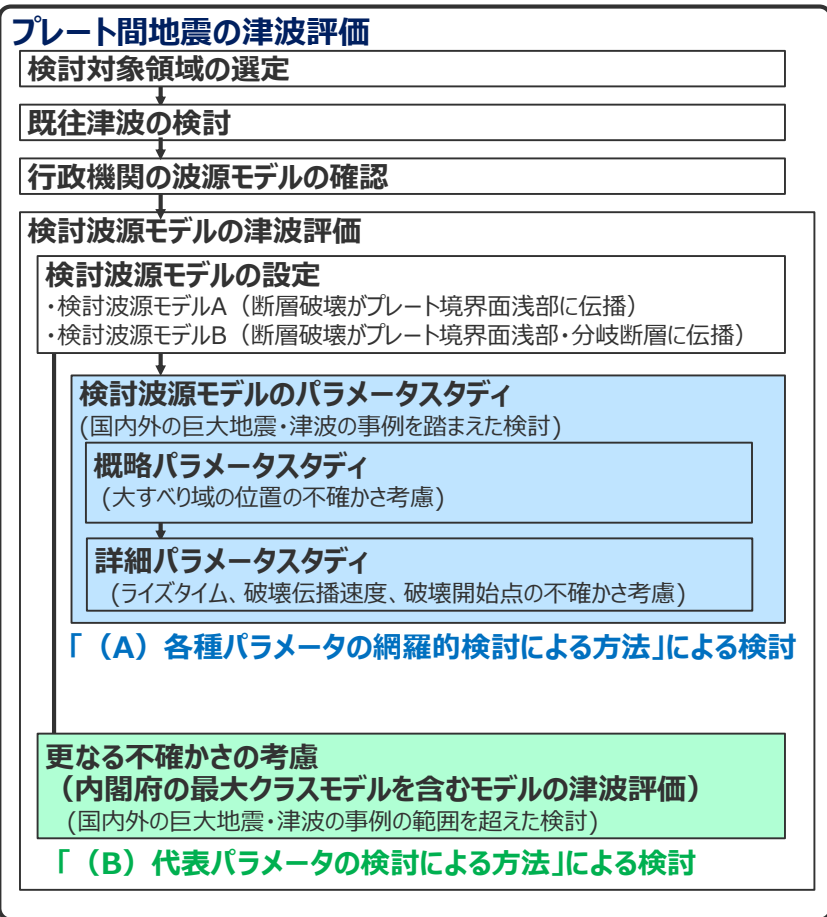 プレート間地震の津波評価
検討対象領域の選定
既往津波の検討
行政機関の波源モデルの確認
検討波源モデルの津波評価
検討波源モデルの設定
・検討波源モデルA（断層破壊がプレート境界面浅部に伝播）
・検討波源モデルB（断層破壊がプレート境界面浅部・分岐断層に伝播）
検討波源モデルのパラメータスタディ
(国内外の巨大地震・津波の事例を踏まえた検討)
概略パラメータスタディ
(大すべり域の位置の不確かさ考慮)
詳細パラメータスタディ
(ライズタイム、破壊伝播速度、破壊開始点の不確かさ考慮)
「（A）各種パラメータの網羅的検討による方法」による検討
更なる不確かさの考慮
（内閣府の最大クラスモデルを含むモデルの津波評価）
(国内外の巨大地震・津波の事例の範囲を超えた検討)
「（B）代表パラメータの検討による方法」による検討